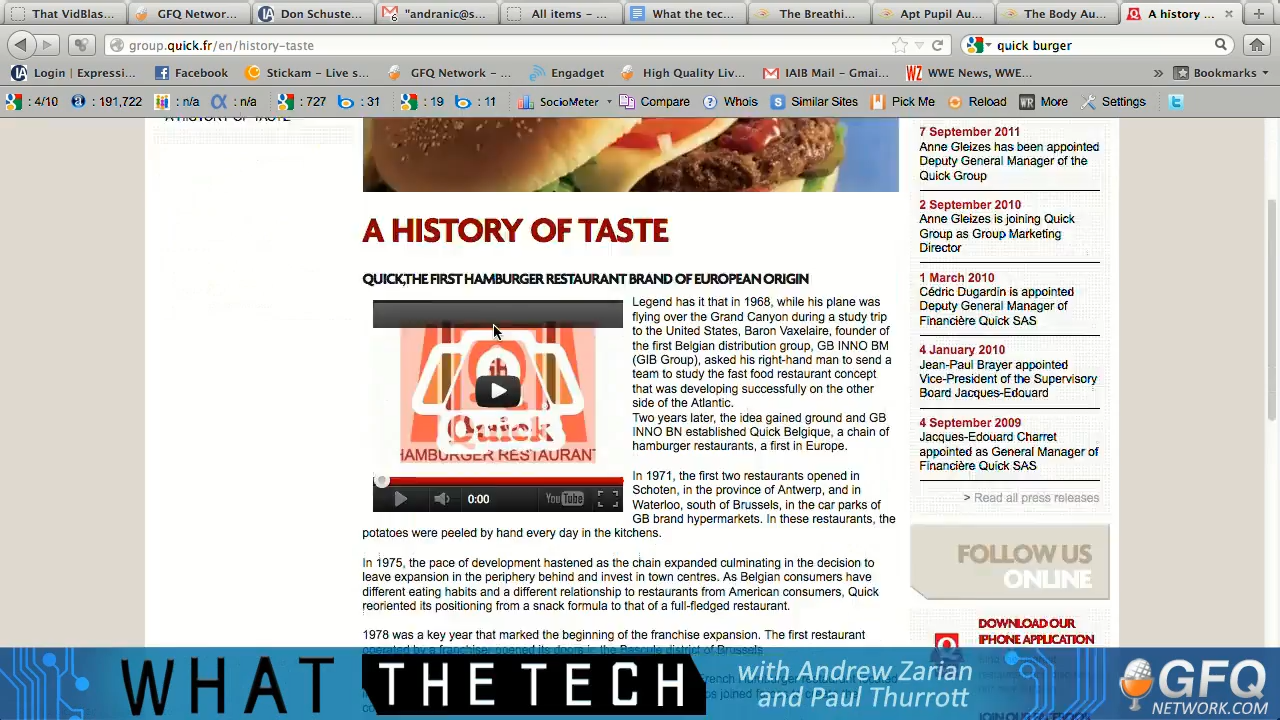 That VidBlas...
GFQ Networ...
Don Schuste...
"andranic@s...
All items - ...
What the tec...
The Breathi...
Apt Pupil Au...
The Body Au...
A history ...
group.quick.fr/en/history-taste
quick burger
Login | Expressi...
Facebook
Stickam - Live s...
GFQ Network - ...
Engadget
High Quality Liv...
IAIB Mail - Gmai...
WWE News, WWE...
»
Bookmarks
: 4/10
: 191,722
: n/a
: n/a
: 727
: 31
: 19
: 11
SocioMeter
Compare
Whois
Similar Sites
Pick Me
Reload
More
Settings
A HISTORY OF TASTE
A HISTORY OF TASTE
QUICK,THE FIRST HAMBURGER RESTAURANT BRAND OF EUROPEAN ORIGIN
Quick
HAMBURGER RESTAURANT
0:00
YouTube
Legend has it that in 1968, while his plane was
flying over the Grand Canyon during a study trip
to the United States, Baron Vaxelaire, founder of
the first Belgian distribution group, GB INNO BM
(GIB Group), asked his right-hand man to send a
team to study the fast food restaurant concept
that was developing successfully on the other
side of the Atlantic.
Two years later, the idea gained ground and GB
INNO BN established Quick Belgique, a chain of
hamburger restaurants, a first in Europe.
In 1971, the first two restaurants opened in
Schoten, in the province of Antwerp, and in
Waterloo, south of Brussels, in the car parks of
GB brand hypermarkets. In these restaurants, the
potatoes were peeled by hand every day in the kitchens.
In 1975, the pace of development hastened as the chain expanded culminating in the decision to
leave expansion in the periphery behind and invest in town centres. As Belgian consumers have
different eating habits and a different relationship to restaurants from American consumers, Quick
reoriented its positioning from a snack formula to that of a full-fledged restaurant.
1978 was a key year that marked the beginning of the franchise expansion. The first restaurant
operated by a franchiser opened its doors in the Bascule district of Brussels
7 September 2011
Anne Gleizes has been appointed
Deputy General Manager of the
Quick Group
2 September 2010
Anne Gleizes is joining Quick
Group as Group Marketing
Director
1 March 2010
Cédric Dugardin is appointed
Deputy General Manager of
Financière Quick SAS
4 January 2010
Jean-Paul Brayer appointed
Vice-President of the Supervisory
Board Jacques-Edouard
4 September 2009
Jacques-Edouard Charret
appointed as General Manager of
Financière Quick SAS
> Read all press releases
FOLLOW US
ONLINE
DOWNLOAD OUR
IPHONE APPLICATION
WHAT THE TECH
with Andrew Zarian
and Paul Thurrott
GFQ
NETWORK.COM